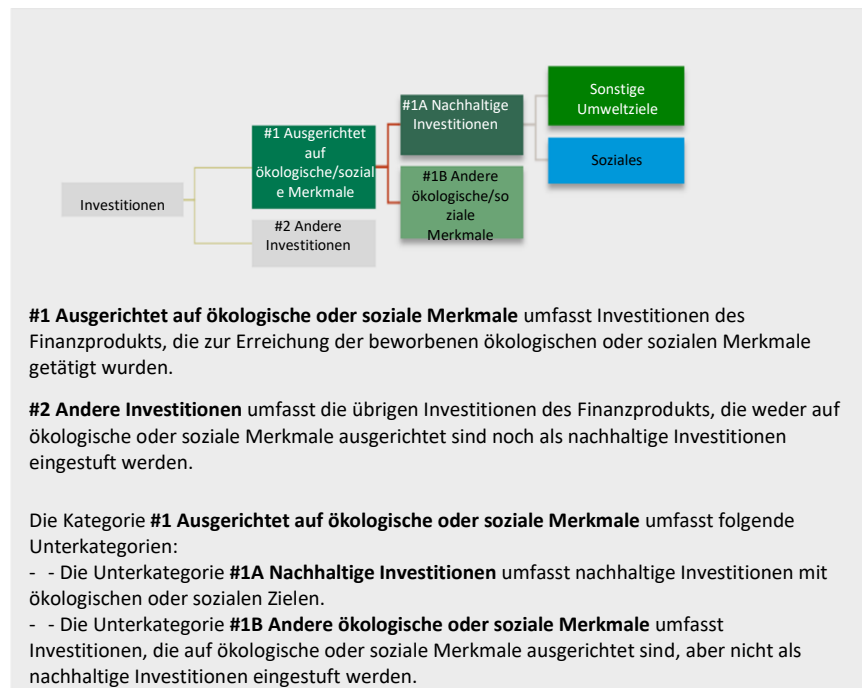 Investitionen
#1 Ausgerichtet
auf
ökologische/sozial
e Merkmale
#2 Andere
Investitionen
#1A Nachhaltige
Investitionen
#1B Andere
ökologische/so
ziale
Merkmale
Sonstige
Umweltziele
Soziales
#1 Ausgerichtet auf ökologische oder soziale Merkmale umfasst Investitionen des
Finanzprodukts, die zur Erreichung der beworbenen ökologischen oder sozialen Merkmale
getätigt wurden.
#2 Andere Investitionen umfasst die übrigen Investitionen des Finanzprodukts, die weder auf
ökologische oder soziale Merkmale ausgerichtet sind noch als nachhaltige Investitionen
eingestuft werden.
Die Kategorie #1 Ausgerichtet auf ökologische oder soziale Merkmale umfasst folgende
Unterkategorien:
- - Die Unterkategorie #1A Nachhaltige Investitionen umfasst nachhaltige Investitionen mit
ökologischen oder sozialen Zielen.
- - Die Unterkategorie #1B Andere ökologische oder soziale Merkmale umfasst
Investitionen, die auf ökologische oder soziale Merkmale ausgerichtet sind, aber nicht als
nachhaltige Investitionen eingestuft werden.